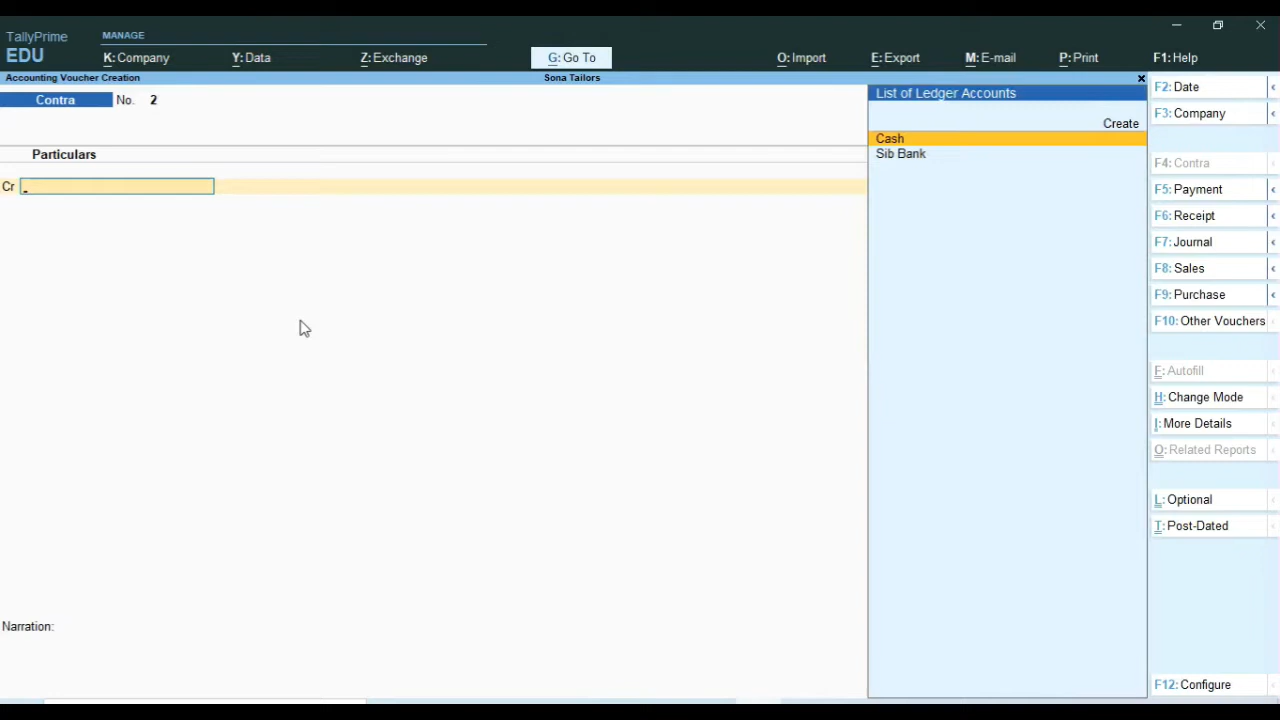 TallyPrime
EDU
MANAGE
K: Company
Y: Data
Z: Exchange
G: Go To
O: Import
E: Export
M: E-mail
P: Print
F1: Help
Accounting Voucher Creation
Sona Tailors
Contra No. 2
Particulars
Cr
Narration:
List of Ledger Accounts
Create
Cash
Sib Bank
F2: Date
F3: Company
F4: Contra
F5: Payment
F6: Receipt
F7: Journal
F8: Sales
F9: Purchase
F10: Other Vouchers
F: Autofill
H: Change Mode
I: More Details
O: Related Reports
L: Optional
T: Post-Dated
F12: Configure